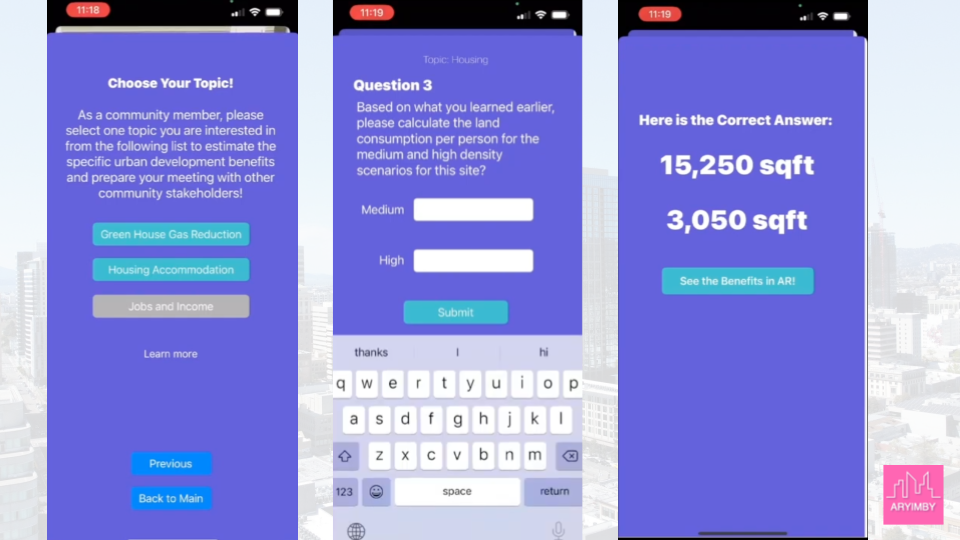 11:18
Choose Your Topic!
As a community member, please
select one topic you are interested in
from the following list to estimate the
specific urban development benefits
and prepare your meeting with other
community stakeholders!
Green House Gas Reduction
Housing Accommodation
Jobs and Income
Learn more
Previous
Back to Main
11:19
Topic: Housing
Question 3
Based on what you learned earlier,
please calculate the land
consumption per person for the
medium and high density
scenarios for this site?
Medium
High
Submit
thanks I hi
q w e r t y u i o p
a s d f g h j k l
z x c v b n m
123 space return
11:19
Here is the Correct Answer:
15,250 sqft
3,050 sqft
See the Benefits in AR!
ARYIMBY